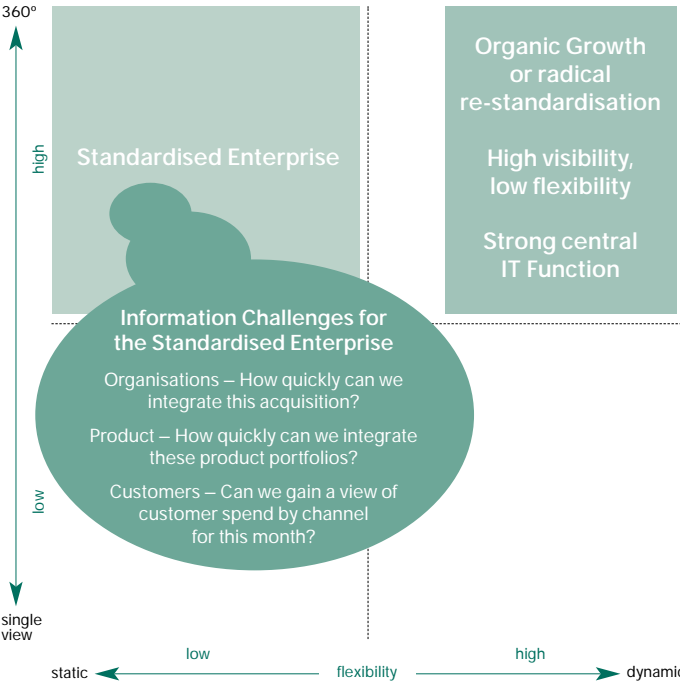 360º
Organic Growth
or radical
re-standardisation
High visibility,
low flexibility
Strong central
IT Function
high
Standardised Enterprise
Information Challenges for
the Standardised Enterprise
Organisations – How quickly can we
integrate this acquisition?
Product – How quickly can we integrate
these product portfolios?
Customers – Can we gain a view of
customer spend by channel
for this month?
low
single
view
low
high
static
flexibility
dynamic